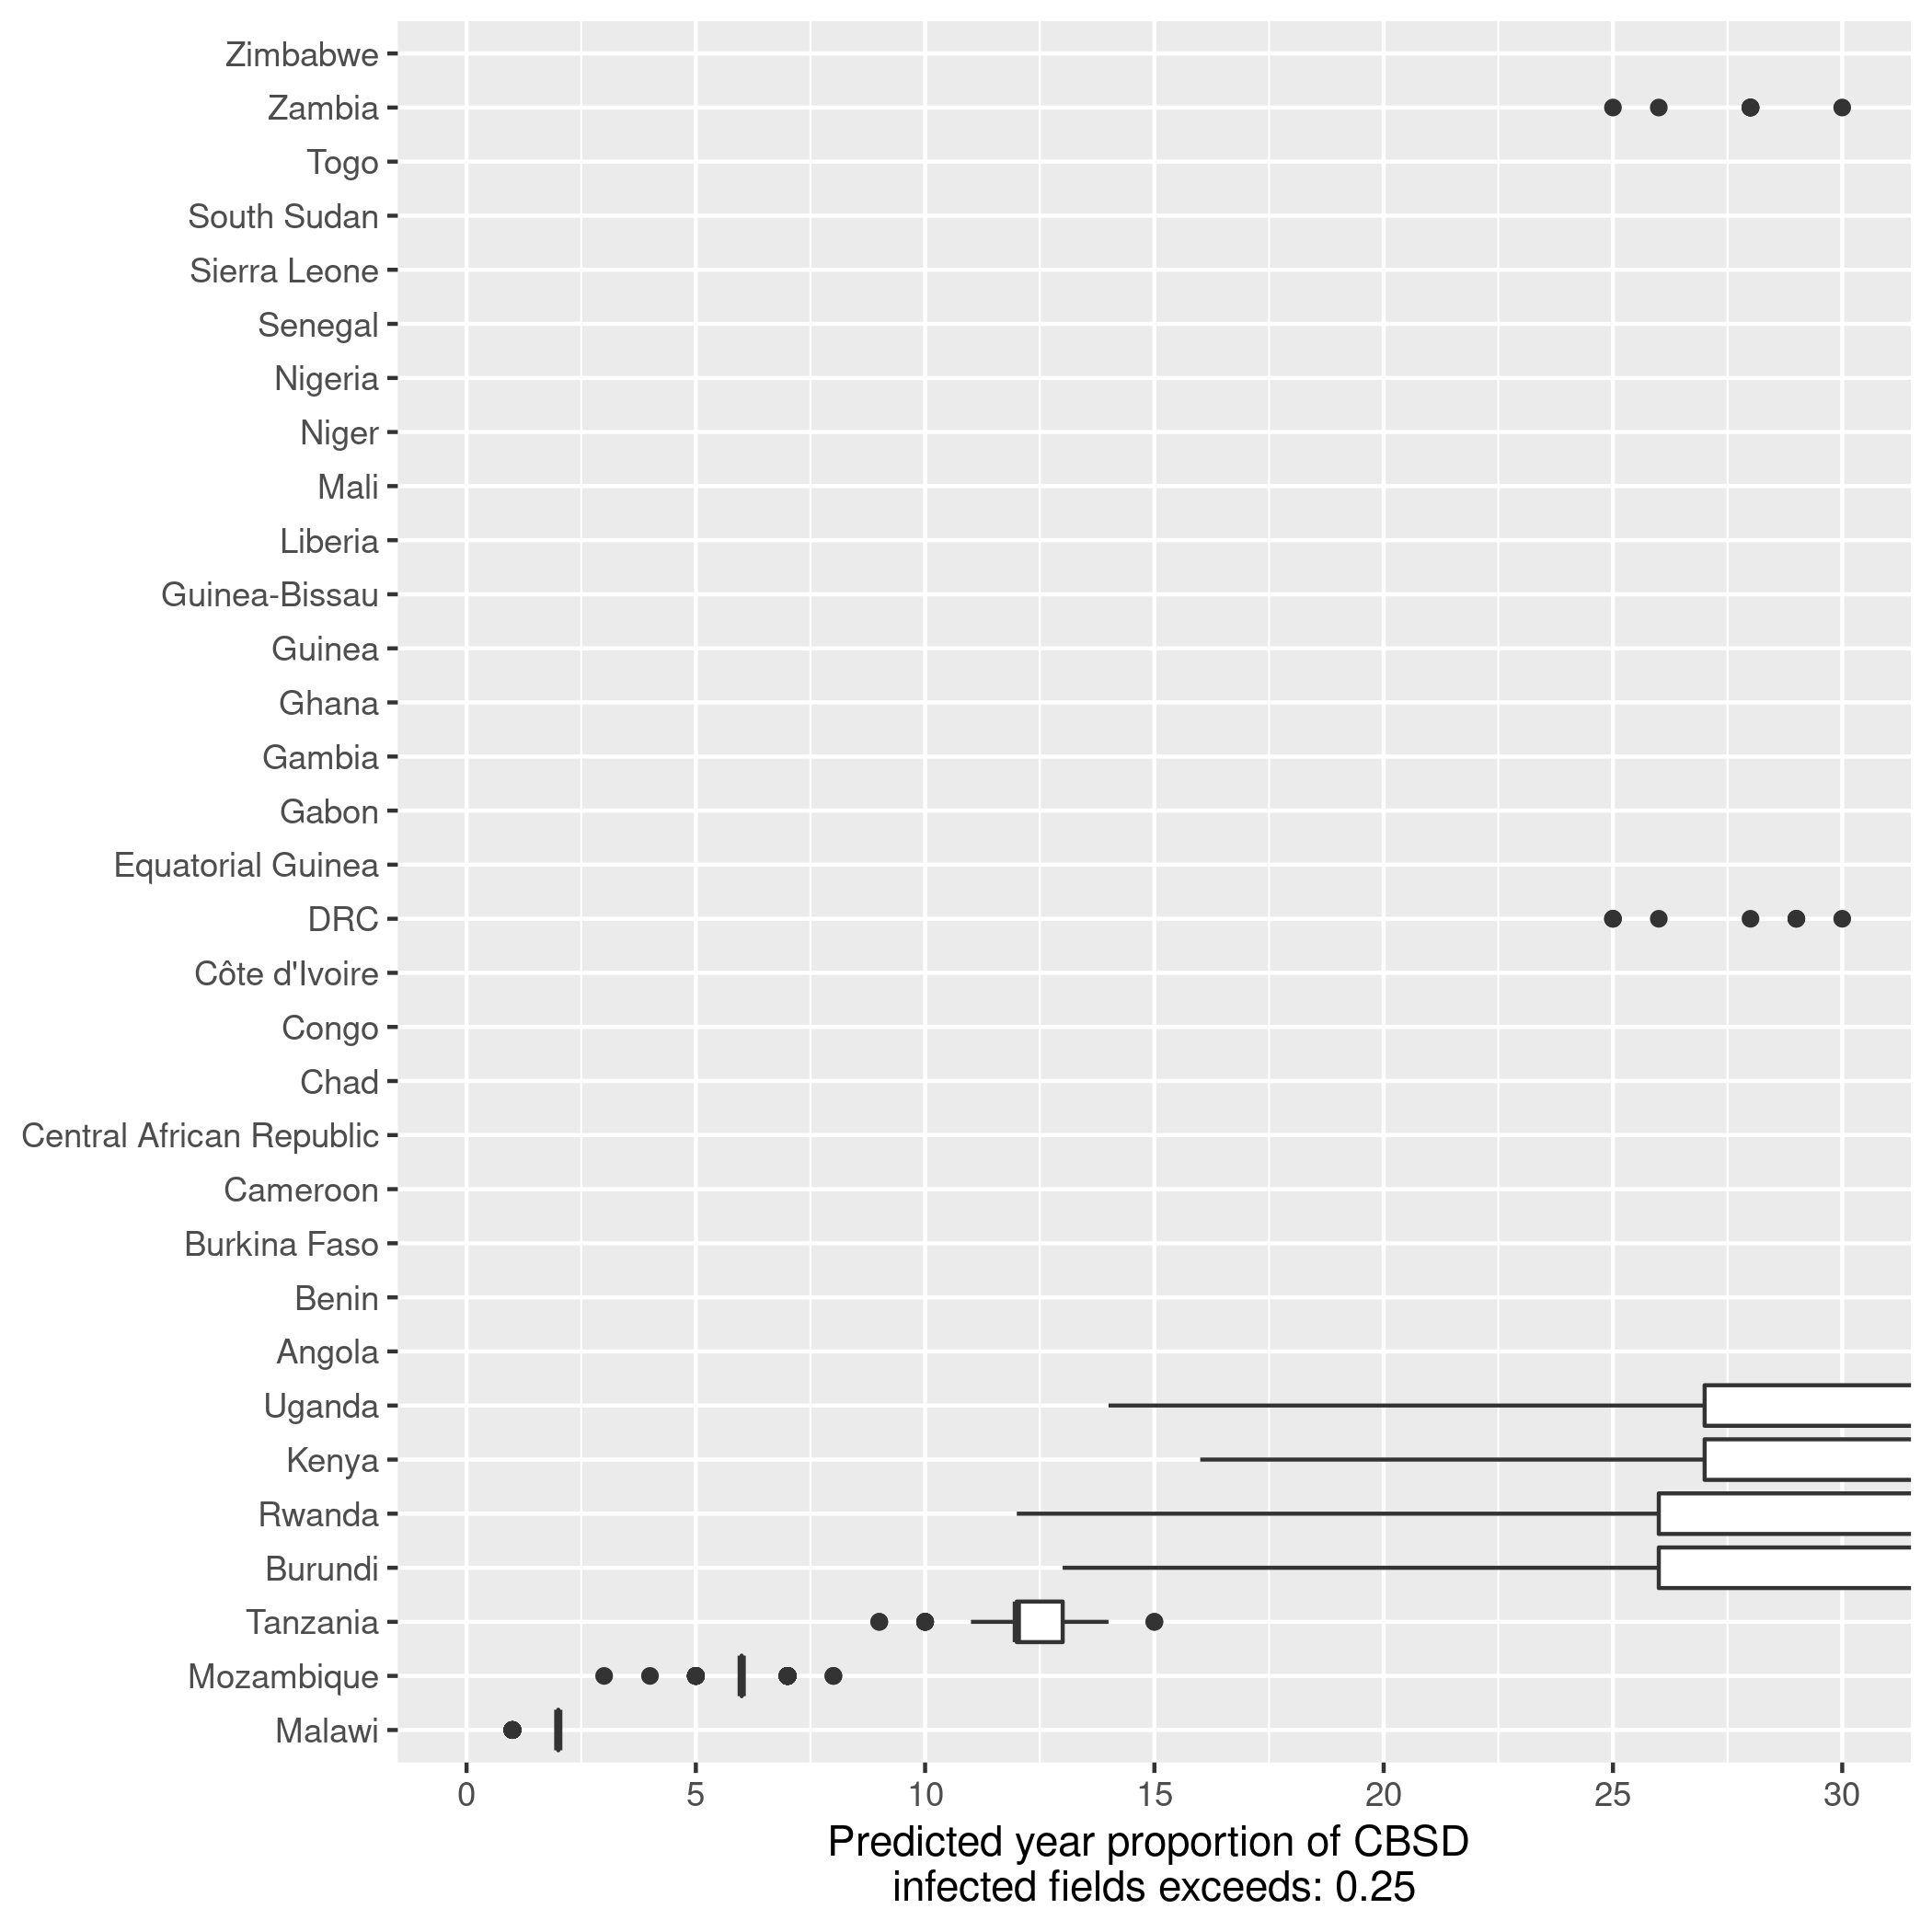 Zimbabwe
Zambia
Togo
South Sudan
Sierra Leone
Senegal
Nigeria
Niger
Mali
Liberia
Guinea-Bissau
Guinea
Ghana
Gambia
Gabon
Equatorial Guinea
DRC
Côte d'Ivoire
Congo
Chad
Central African Republic
Cameroon
Burkina Faso
Benin
Angola
Uganda
Kenya
Rwanda
Burundi
Tanzania
Mozambique
Malawi
0 5 10 15 20 25 30
Predicted year proportion of CBSD
infected fields exceeds: 0.25